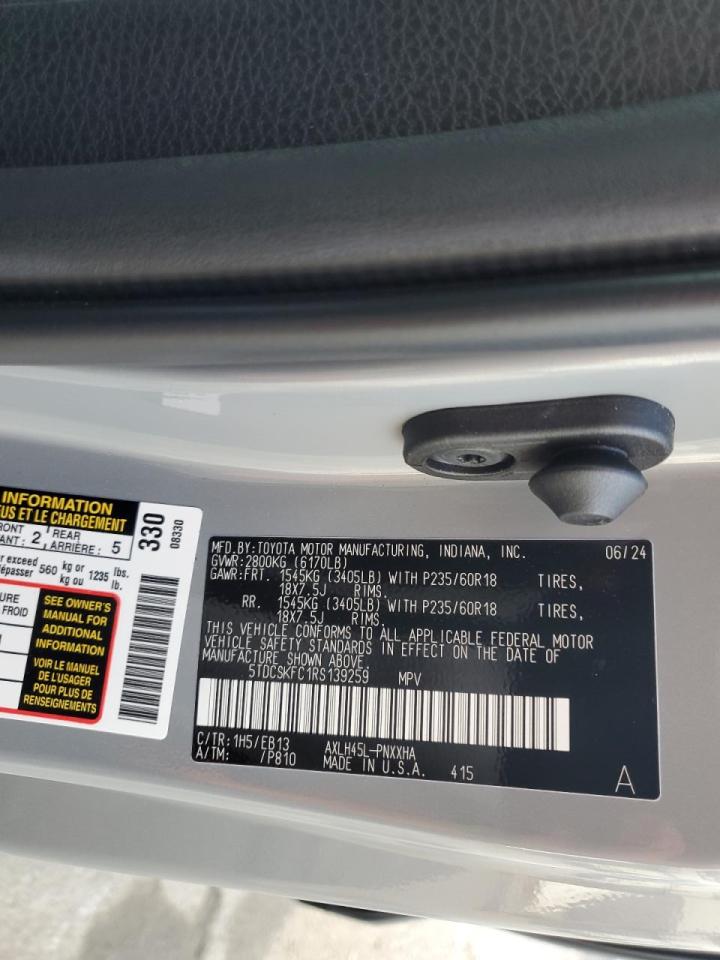 INFORMATION
EUS ET LE CHARGEMENT
RONT 2 REAR 5
ANT: ARRIÈRE:
er exceed 560 kg or 1235 lbs.
kg ou lb.
330
08330
URE
FROID
SEE OWNER'S
MANUAL FOR
ADDITIONAL
INFORMATION
VOIR LE MANUEL
DE L'USAGER
POUR PLUS DE
RENSEIGNEMENTS
MFD.BY: TOYOTA MOTOR MANUFACTURING, INDIANA, INC. 06/24
GVWR: 2800KG (6170LB)
GAWR: FRT. 1545KG (3405LB) WITH P235/60R18 TIRES,
18X7.5J RIMS.
RR. 1545KG (3405LB) WITH P235/60R18 TIRES,
18X7.5J RIMS.
THIS VEHICLE CONFORMS TO ALL APPLICABLE FEDERAL MOTOR
VEHICLE SAFETY STANDARDS IN EFFECT ON THE DATE OF
MANUFACTURE SHOWN ABOVE.
5TDCSKFC1RS139259 MPV
C/TR: 1H5/EB13 AXLH45L-PNXXHA
A/TM: /P810 MADE IN U.S.A. 415 A